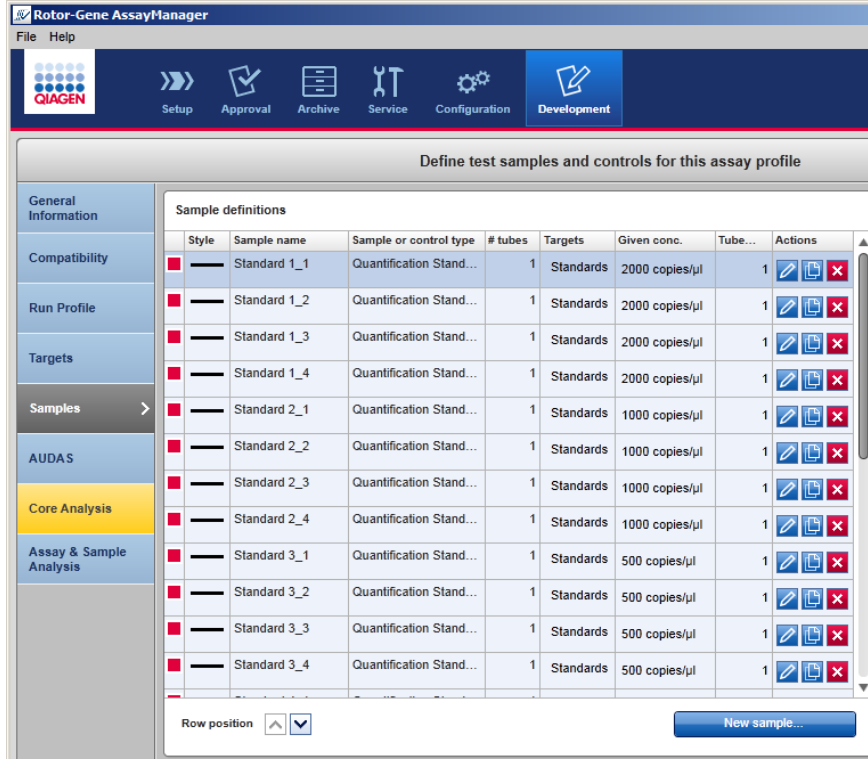 Rotor-Gene AssayManager
File Help
QIAGEN
Setup Approval Archive Service Configuration Development
Define test samples and controls for this assay profile
General
Information
Compatibility
Run Profile
Targets
Samples
AUDAS
Core Analysis
Assay & Sample
Analysis
Sample definitions
Style Sample name Sample or control type # tubes Targets Given conc. Tube... Actions
Standard 1_1 Quantification Stand... 1 Standards 2000 copies/µl 1
Standard 1_2 Quantification Stand... 1 Standards 2000 copies/µl 1
Standard 1_3 Quantification Stand... 1 Standards 2000 copies/µl 1
Standard 1_4 Quantification Stand... 1 Standards 2000 copies/µl 1
Standard 2_1 Quantification Stand... 1 Standards 1000 copies/µl 1
Standard 2_2 Quantification Stand... 1 Standards 1000 copies/µl 1
Standard 2_3 Quantification Stand... 1 Standards 1000 copies/µl 1
Standard 2_4 Quantification Stand... 1 Standards 1000 copies/µl 1
Standard 3_1 Quantification Stand... 1 Standards 500 copies/µl 1
Standard 3_2 Quantification Stand... 1 Standards 500 copies/µl 1
Standard 3_3 Quantification Stand... 1 Standards 500 copies/µl 1
Standard 3_4 Quantification Stand... 1 Standards 500 copies/µl 1
Row position
New sample...